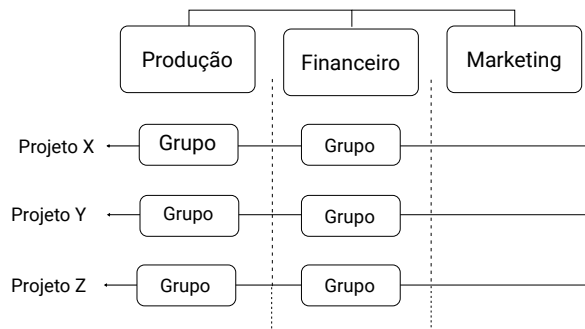 Produção
Financeiro
Marketing
Projeto X
Grupo
Grupo
Projeto Y
Grupo
Grupo
Projeto Z
Grupo
Grupo